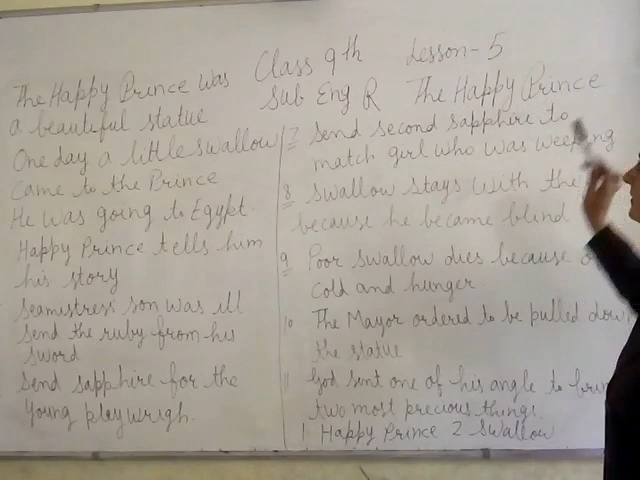 Class 9th Lesson-5
Sub Eng R The Happy Prince
The Happy Prince was
a beautiful statue
One day a little swallow
came to the Prince
He was going to Egypt.
Happy Prince tells him
his story
Seamistress son was ill
Send the ruby from his
sword
Send sapphire for the
young playwrigh.
7 Send second sapphire to
match girl who was weeping
8 Swallow stays with the
because he became blind
9 Poor swallow dies because
cold and hunger
10 The Mayor ordered to be pulled down
the statue
11 God sent one of his angle to
two most precious things.
1 Happy Prince 2 Swallow